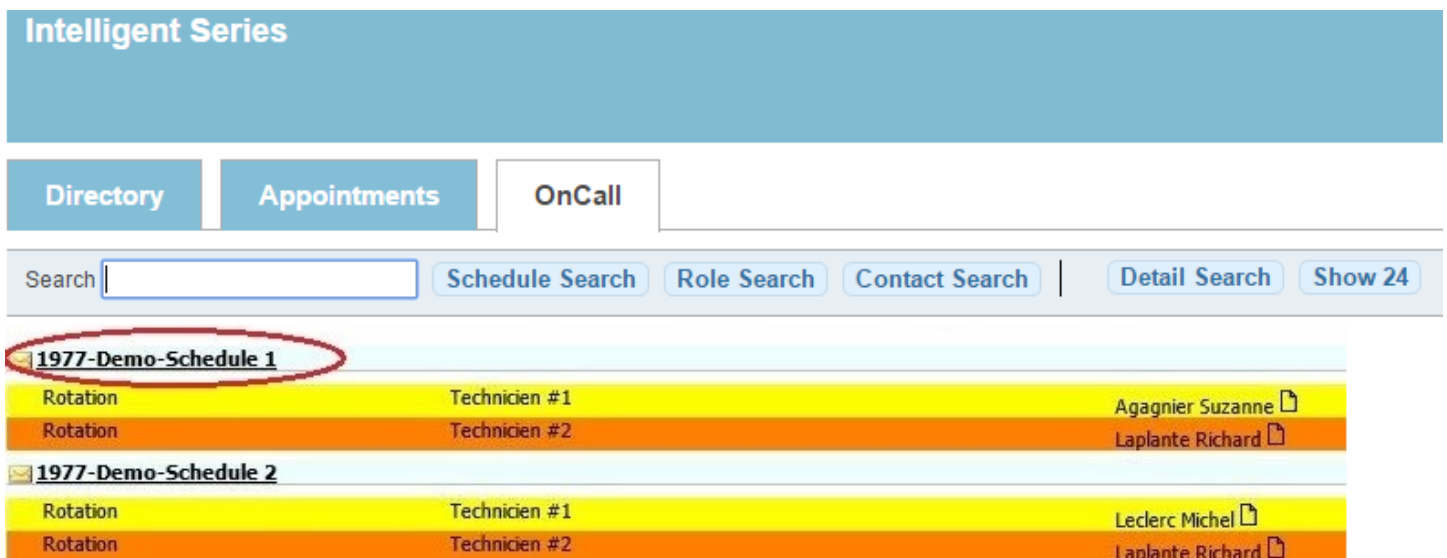 Intelligent Series
Directory Appointments OnCall
Search Schedule Search Role Search Contact Search Detail Search Show 24
1977-Demo-Schedule 1
Rotation Technicien #1 Agagnier Suzanne
Rotation Technicien #2 Laplante Richard
1977-Demo-Schedule 2
Rotation Technicien #1 Leclerc Michel
Rotation Technicien #2 Laplante Richard